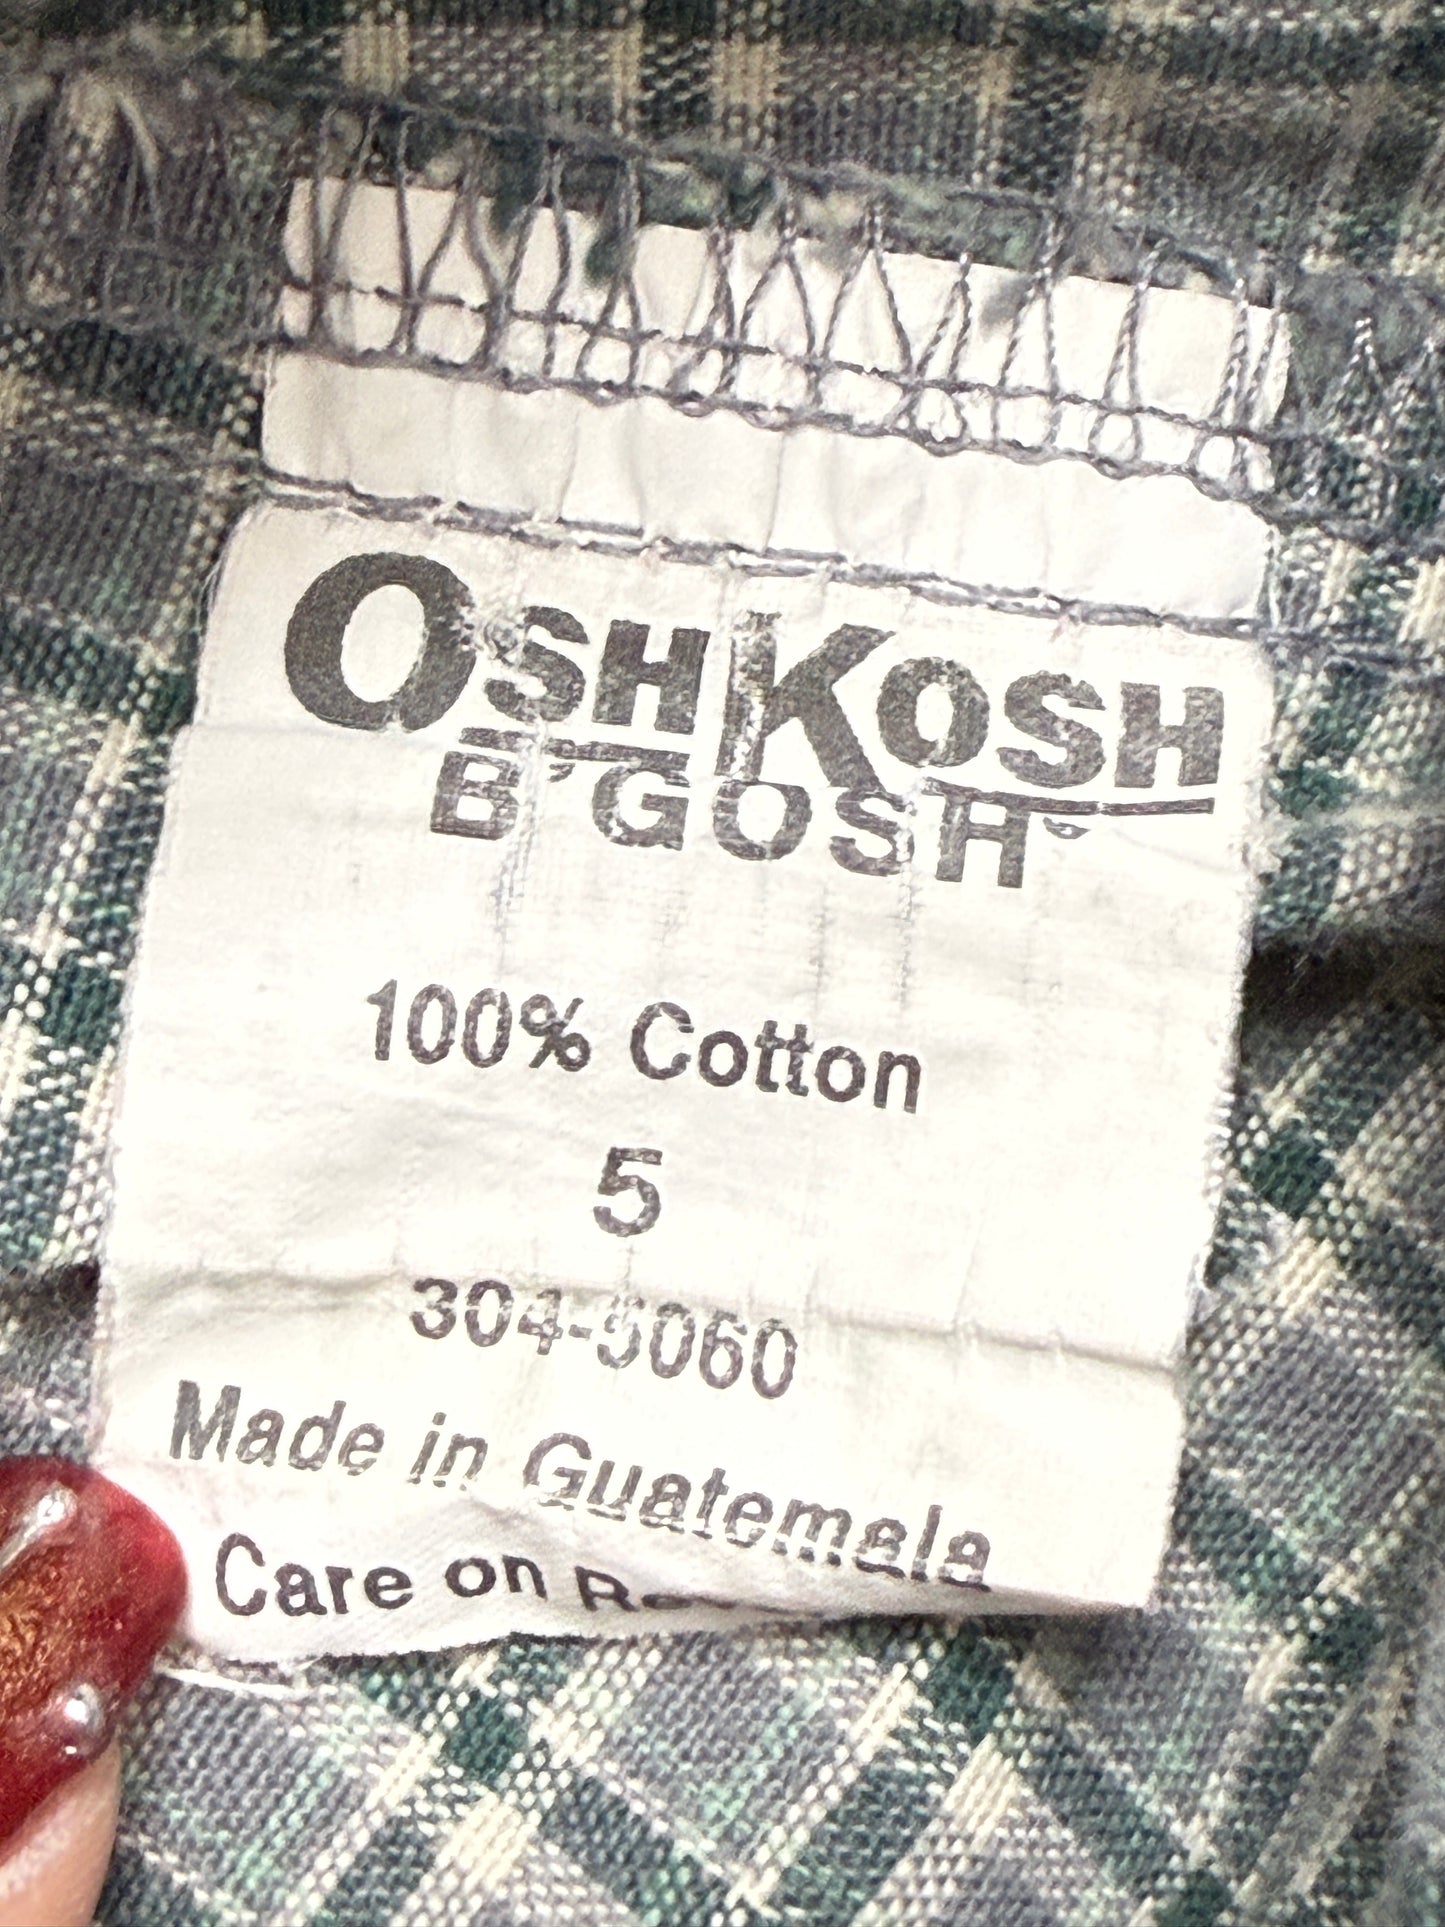 OSHKOSH
B'GOSH
100% Cotton
5
304-5060
Made in Guatemala
Care on